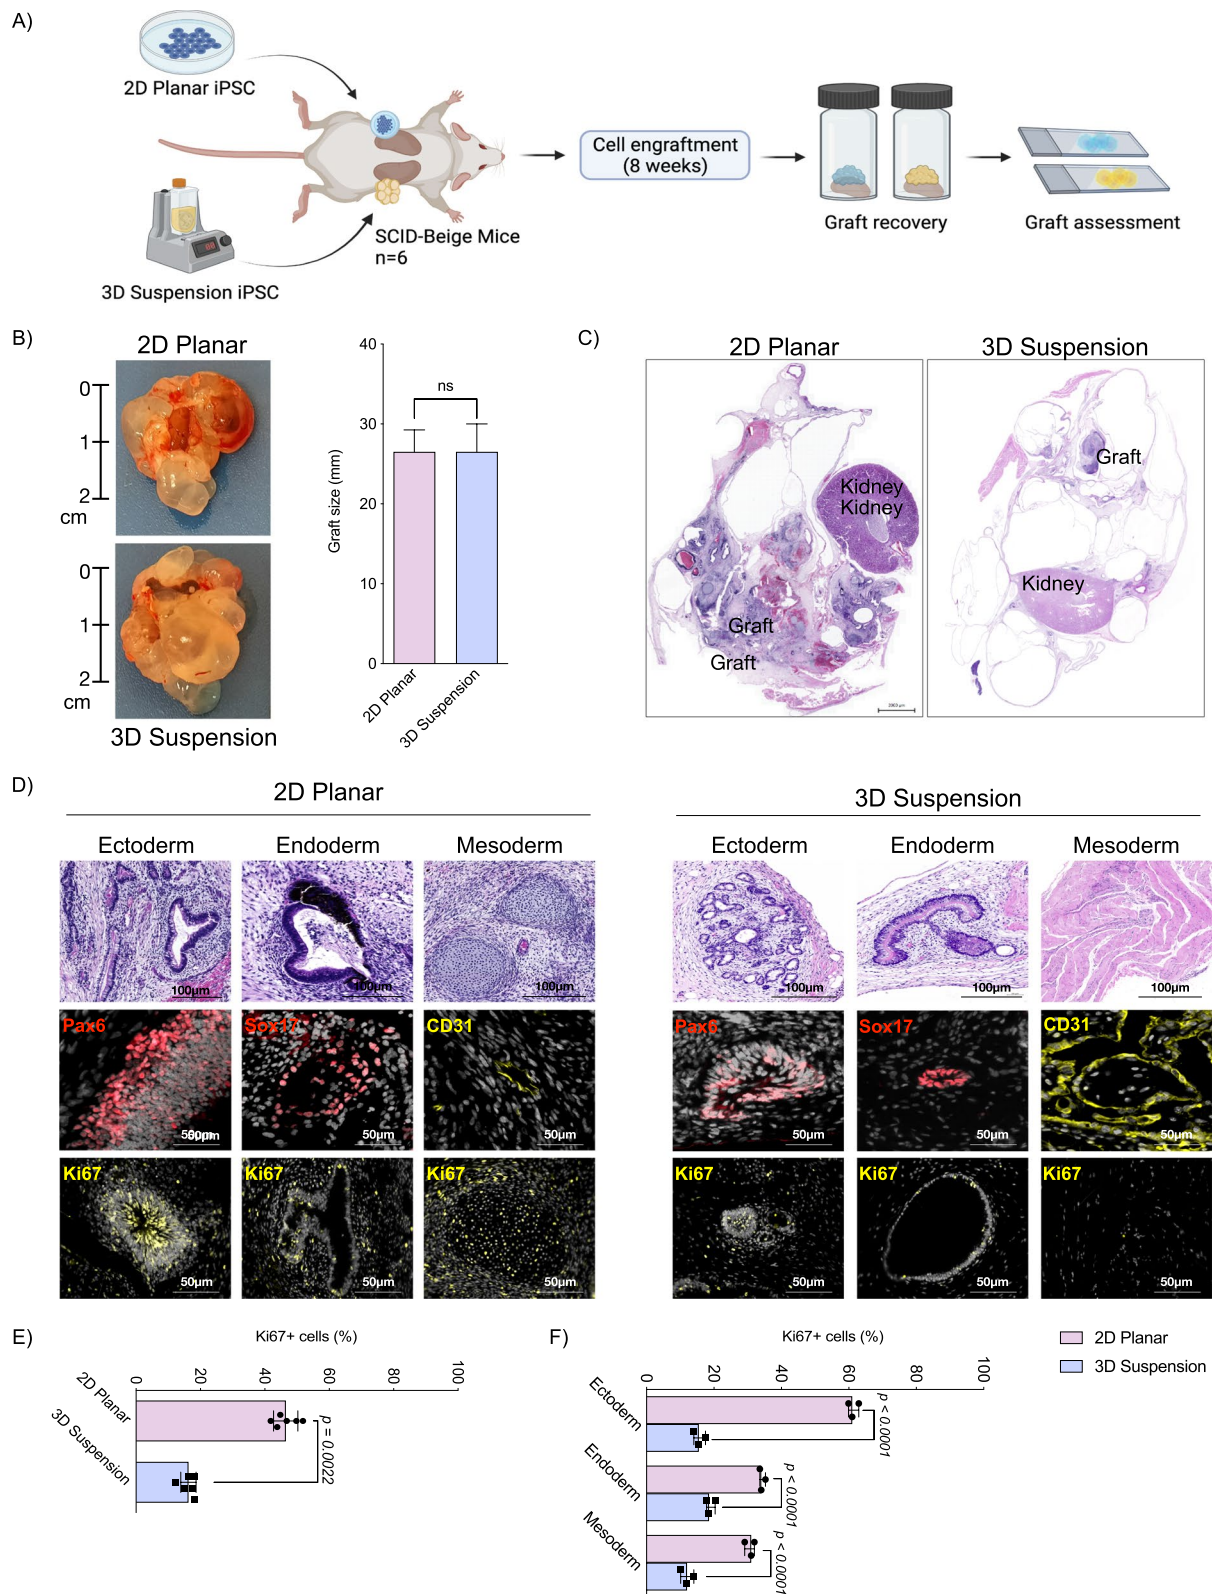 A)
2D Planar iPSC
3D Suspension iPSC
SCID-Beige Mice
n=6
Cell engraftment
(8 weeks)
Graft recovery
Graft assessment
B)
2D Planar
0
1
2
cm
0
1
2
cm
3D Suspension
40
30
20
10
0
Graft size (mm)
ns
2D Planar
3D Suspension
C)
2D Planar
3D Suspension
Kidney
Kidney
Graft
Graft
Graft
Kidney
D)
2D Planar
3D Suspension
Ectoderm
Endoderm
Mesoderm
Ectoderm
Endoderm
Mesoderm
100µm
100µm
100µm
100µm
100µm
100µm
Pax6
Sox17
CD31
Pax6
Sox17
CD31
50µm
50µm
50µm
50µm
50µm
50µm
Ki67
Ki67
Ki67
Ki67
Ki67
Ki67
50µm
50µm
50µm
50µm
50µm
50µm
E)
Ki67+ cells (%)
0
20
40
60
80
100
2D Planar
3D Suspension
p = 0.0022
F)
Ki67+ cells (%)
0
20
40
60
80
100
Ectoderm
Endoderm
Mesoderm
p < 0.0001
p < 0.0001
p < 0.0001
2D Planar
3D Suspension